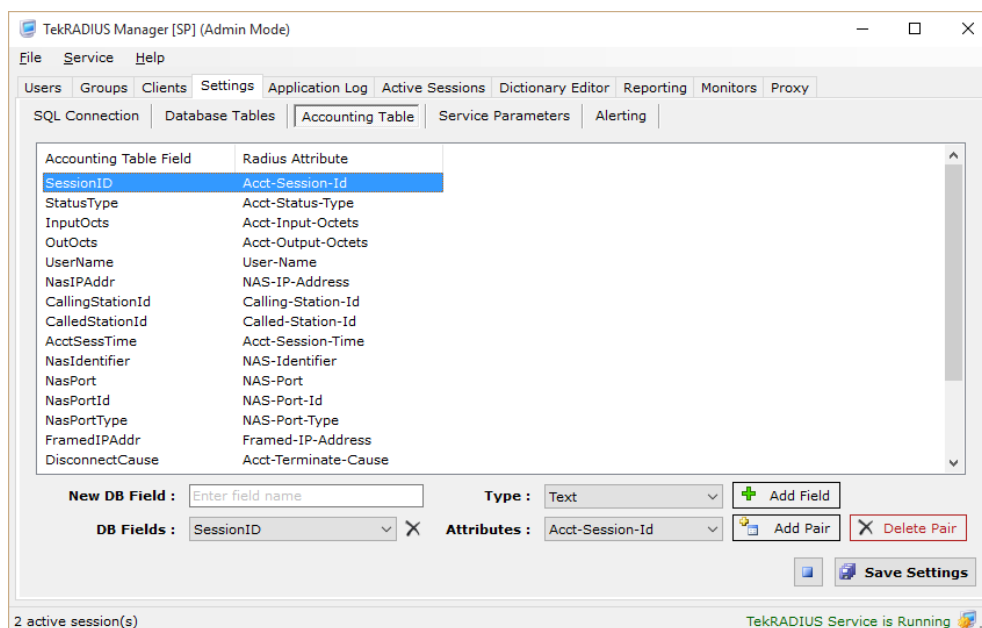 TekRADIUS Manager [SP] (Admin Mode)
File Service Help
Users Groups Clients Settings Application Log Active Sessions Dictionary Editor Reporting Monitors Proxy
SQL Connection Database Tables Accounting Table Service Parameters Alerting
Accounting Table Field Radius Attribute
SessionID Acct-Session-Id
StatusType Acct-Status-Type
InputOcts Acct-Input-Octets
OutOcts Acct-Output-Octets
UserName User-Name
NasIPAddr NAS-IP-Address
CallingStationId Calling-Station-Id
CalledStationId Called-Station-Id
AcctSessTime Acct-Session-Time
NasIdentifier NAS-Identifier
NasPort NAS-Port
NasPortId NAS-Port-Id
NasPortType NAS-Port-Type
FramedIPAddr Framed-IP-Address
DisconnectCause Acct-Terminate-Cause
New DB Field : Enter field name Type : Text Add Field
DB Fields : SessionID Attributes : Acct-Session-Id Add Pair Delete Pair
Save Settings
2 active session(s) TekRADIUS Service is Running